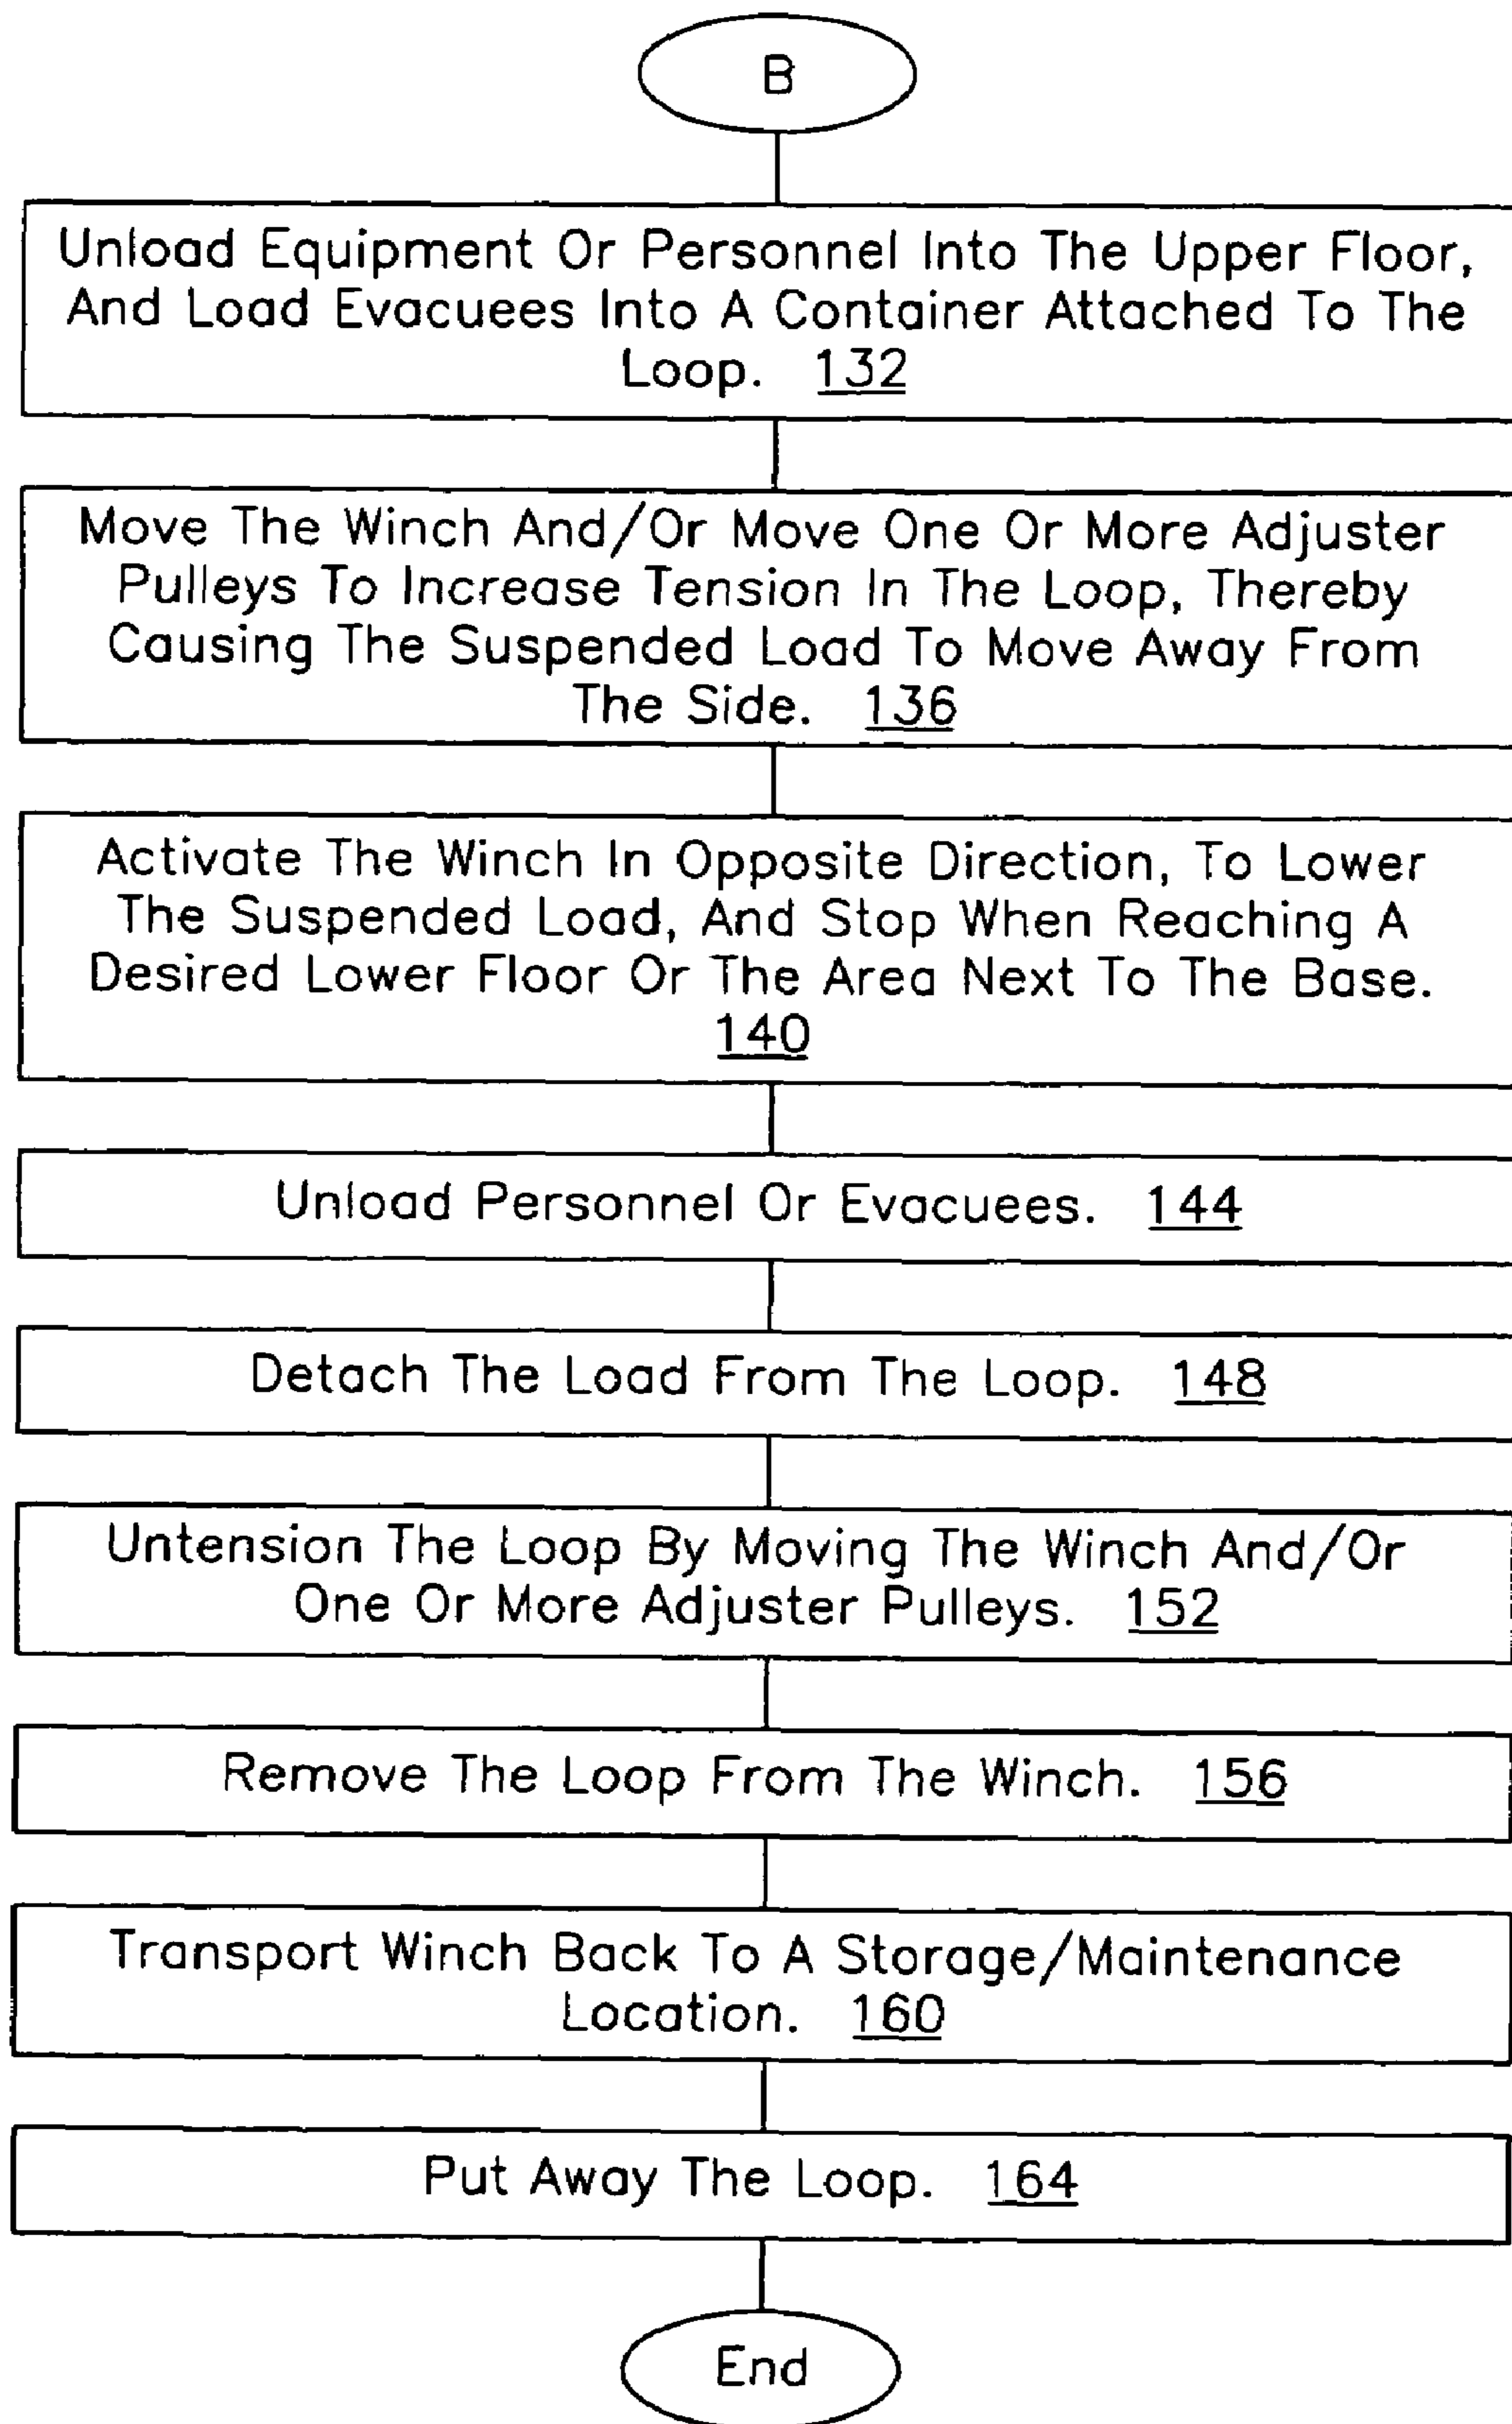 B
Unload Equipment Or Personnel Into The Upper Floor,
And Load Evacuees Into A Container Attached To The
Loop. 132
Move The Winch And/Or Move One Or More Adjuster
Pulleys To Increase Tension In The Loop, Thereby
Causing The Suspended Load To Move Away From
The Side. 136
Activate The Winch In Opposite Direction, To Lower
The Suspended Load, And Stop When Reaching A
Desired Lower Floor Or The Area Next To The Base.
140
Unload Personnel Or Evacuees. 144
Detach The Load From The Loop. 148
Untension The Loop By Moving The Winch And/Or
One Or More Adjuster Pulleys. 152
Remove The Loop From The Winch. 156
Transport Winch Back To A Storage/Maintenance
Location. 160
Put Away The Loop. 164
End